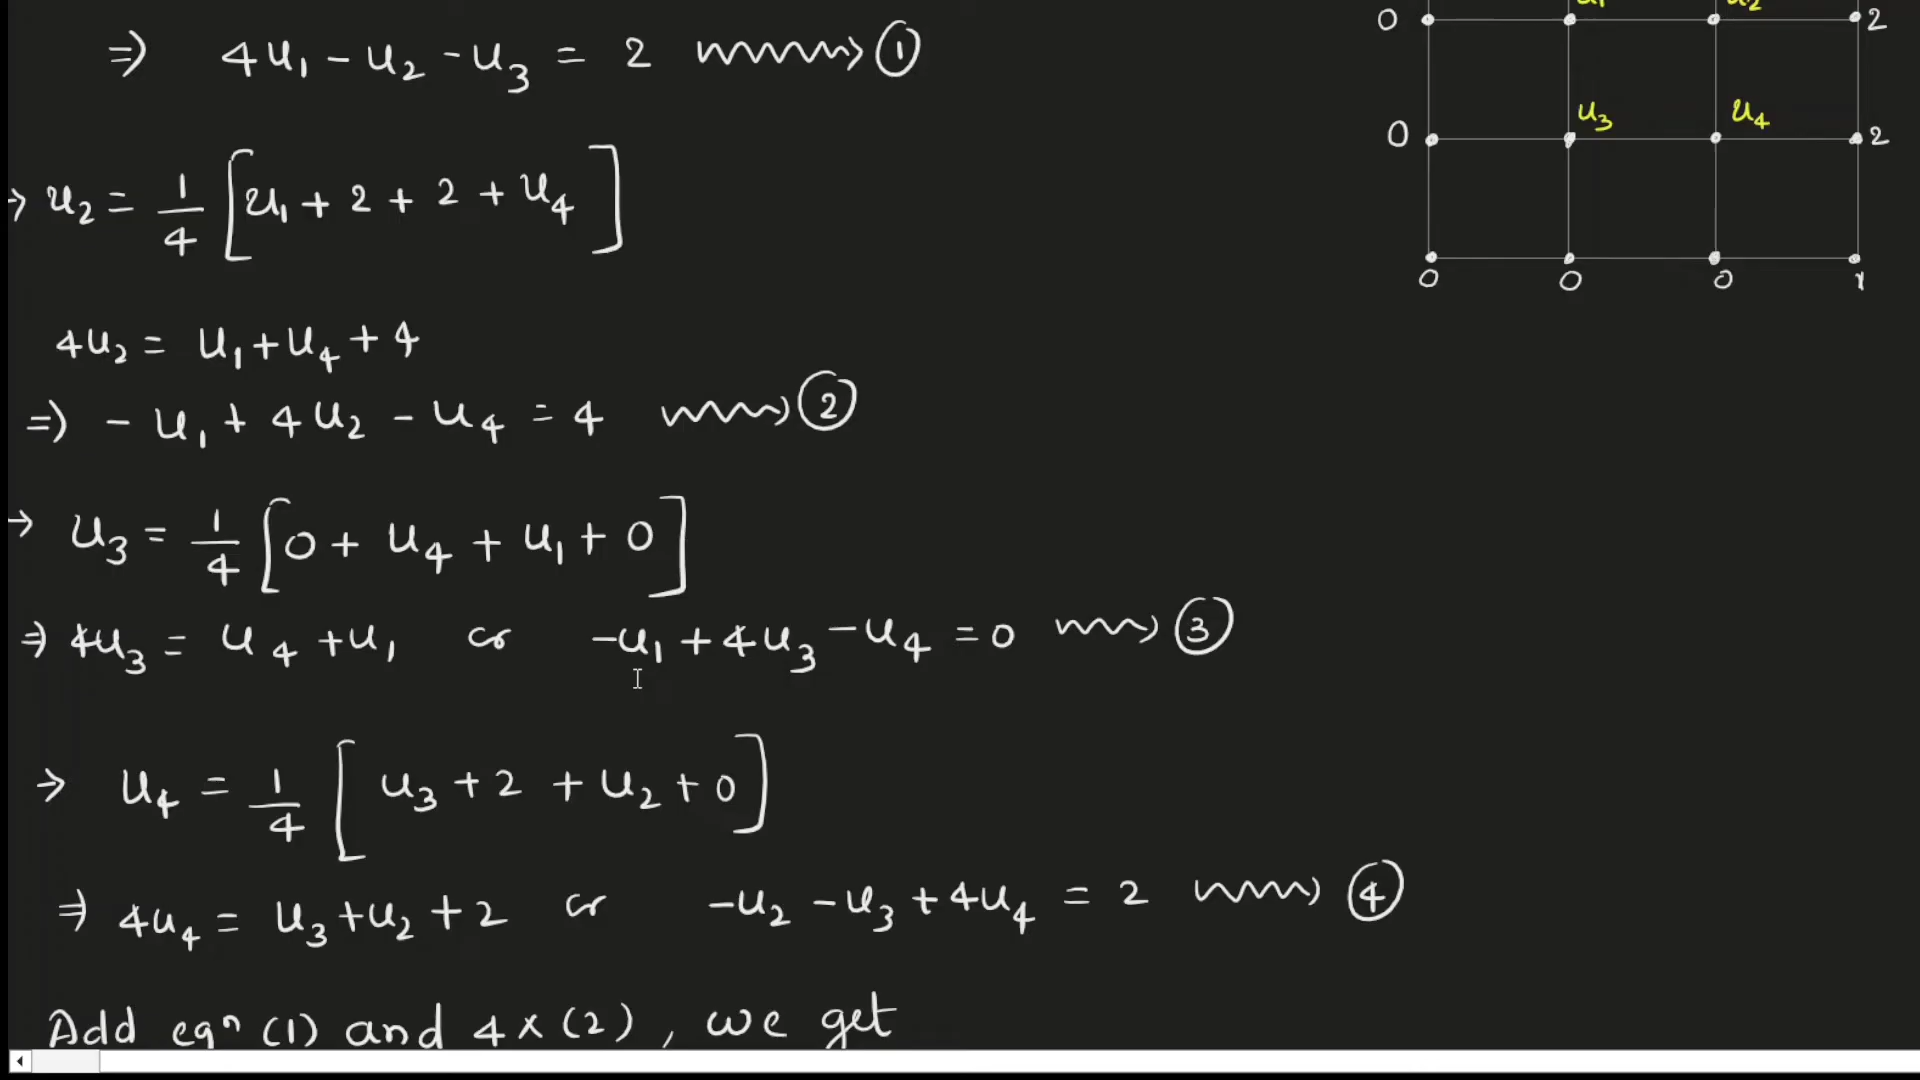 ⇒ 4u₁ - u₂ - u₃ = 2 ⟿ ①
→ u₂ = 1/4 [u₁ + 2 + 2 + u₄]
4u₂ = u₁ + u₄ + 4
⇒ - u₁ + 4u₂ - u₄ = 4 ⟿ ②
→ u₃ = 1/4 [0 + u₄ + u₁ + 0]
⇒ 4u₃ = u₄ + u₁ or -u₁ + 4u₃ - u₄ = 0 ⟿ ③
→ u₄ = 1/4 [u₃ + 2 + u₂ + 0]
⇒ 4u₄ = u₃ + u₂ + 2 or -u₂ - u₃ + 4u₄ = 2 ⟿ ④
Add eqⁿ (1) and 4 x (2), we get
u₁ u₂
0 2
u₃ u₄
0 2
0 0 0 1